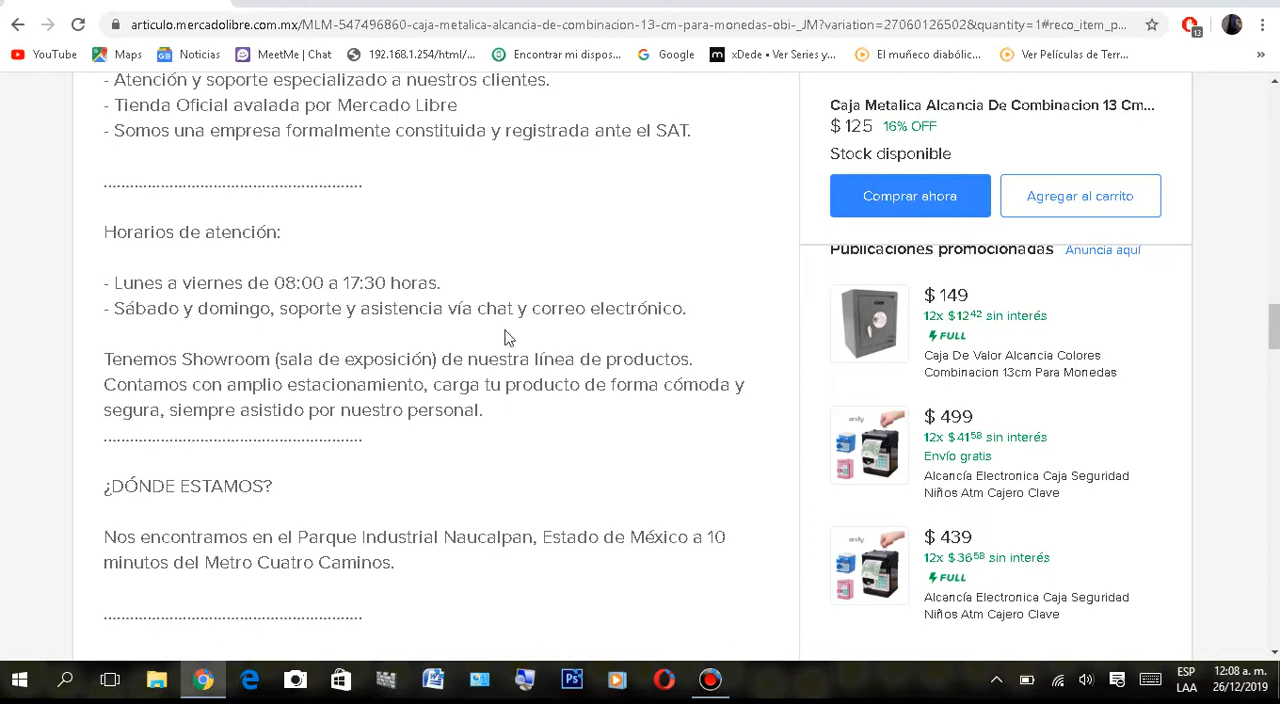 articulo.mercadolibre.com.mx/MLM-547496860-caja-metalica-alcancia-de-combinacion-13-cm-para-monedas-obi-_JM?variation=27060126502&quantity=1#reco_item_p...
13
YouTube
Maps
Noticias
MeetMe | Chat
192.168.1.254/html/...
Encontrar mi dispos...
Google
xDede • Ver Series y...
El muñeco diabólic...
Ver Películas de Terr...
»
- Atención y soporte especializado a nuestros clientes.
- Tienda Oficial avalada por Mercado Libre
- Somos una empresa formalmente constituida y registrada ante el SAT.
Horarios de atención:
- Lunes a viernes de 08:00 a 17:30 horas.
- Sábado y domingo, soporte y asistencia vía chat y correo electrónico.
Tenemos Showroom (sala de exposición) de nuestra línea de productos.
Contamos con amplio estacionamiento, carga tu producto de forma cómoda y
segura, siempre asistido por nuestro personal.
¿DÓNDE ESTAMOS?
Nos encontramos en el Parque Industrial Naucalpan, Estado de México a 10
minutos del Metro Cuatro Caminos.
Caja Metalica Alcancia De Combinacion 13 Cm...
$ 125 16% OFF
Stock disponible
Comprar ahora
Agregar al carrito
Publicaciones promocionadas Anuncia aquí
$ 149
12x $12⁴² sin interés
FULL
Caja De Valor Alcancia Colores
Combinacion 13cm Para Monedas
$ 499
12x $41⁵⁸ sin interés
Envío gratis
Alcancía Electronica Caja Seguridad
Niños Atm Cajero Clave
$ 439
12x $36⁵⁸ sin interés
FULL
Alcancía Electronica Caja Seguridad
Niños Atm Cajero Clave
ESP
LAA
12:08 a. m.
26/12/2019